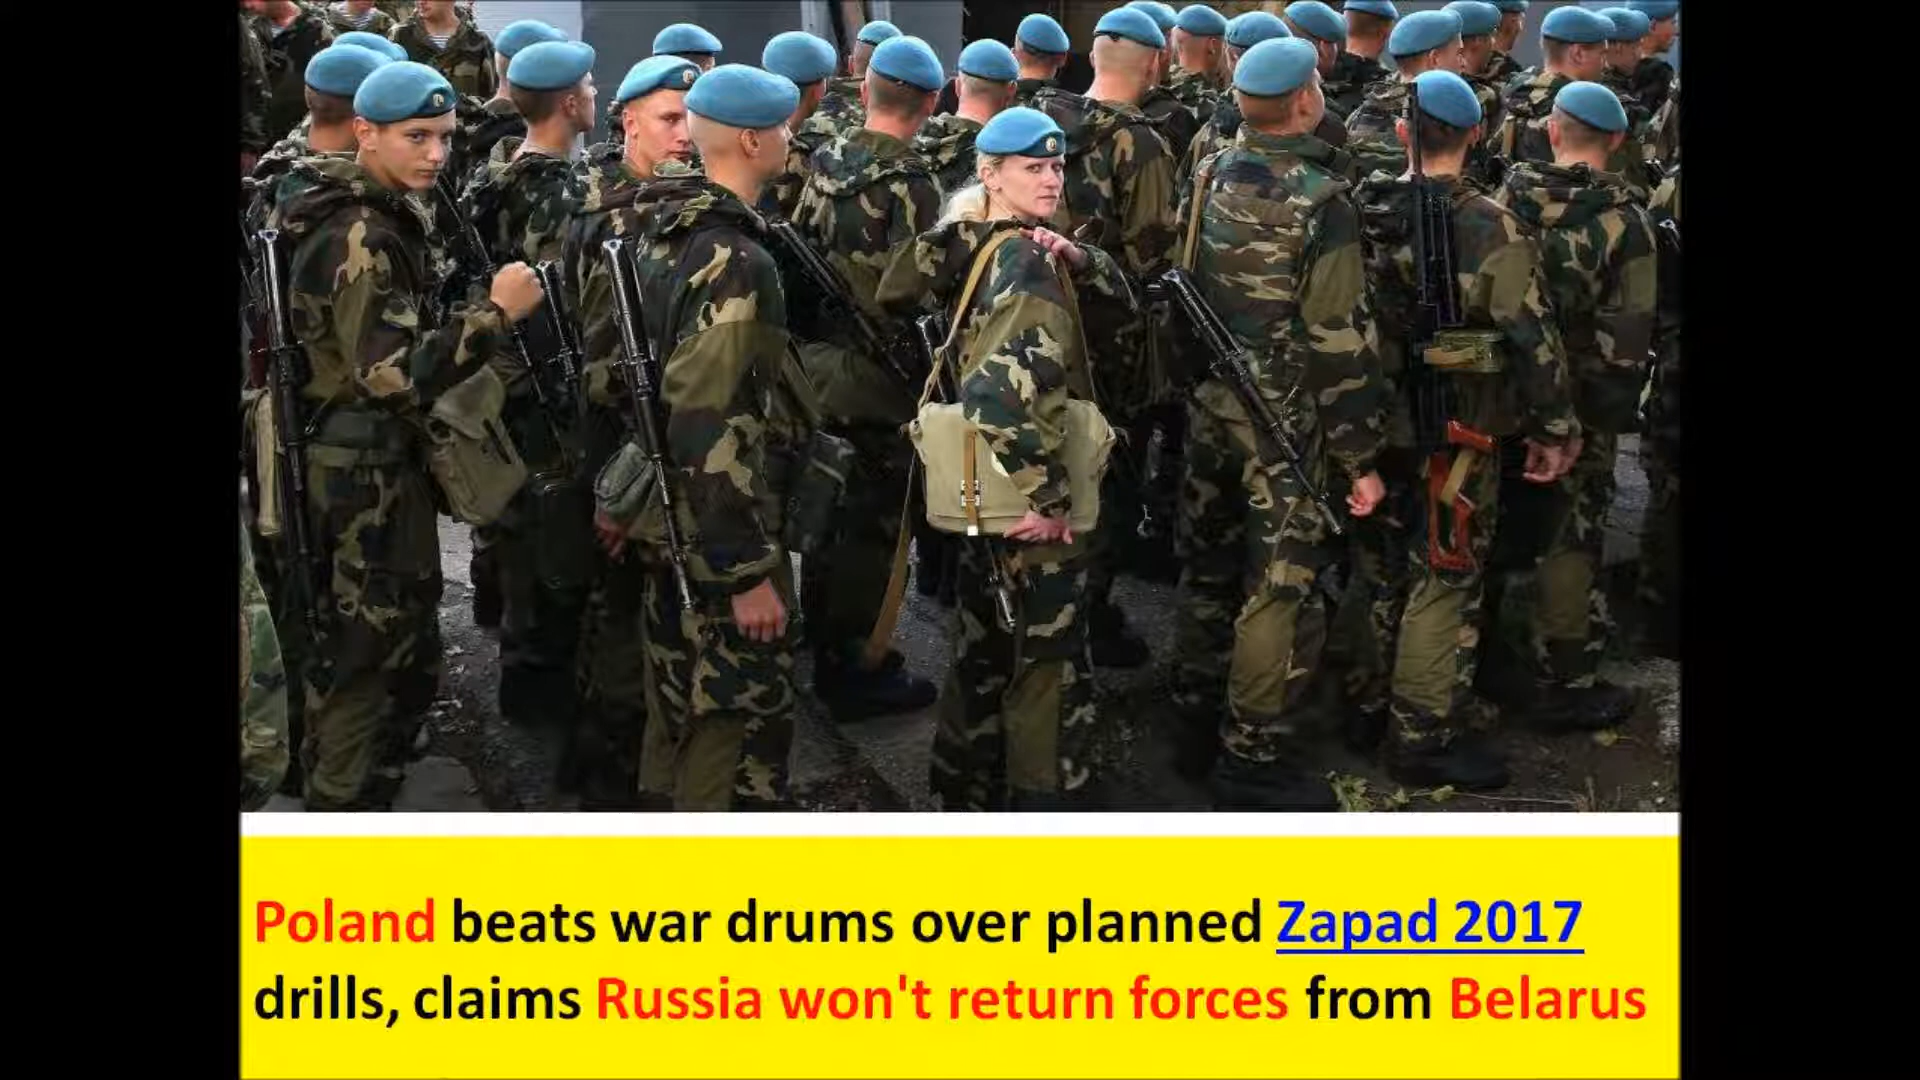 Poland beats war drums over planned Zapad 2017
drills, claims Russia won't return forces from Belarus